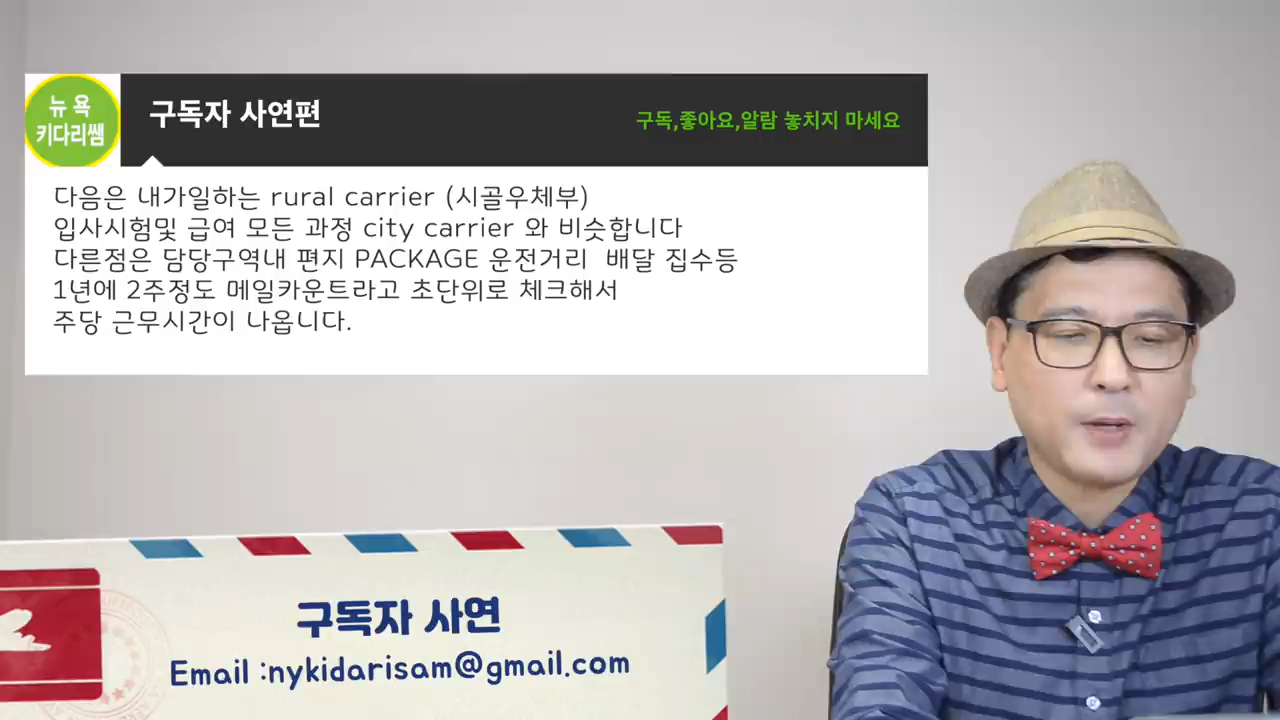 뉴 욕
키다리쌤
구독자 사연편
구독,좋아요,알람 놓치지 마세요
다음은 내가일하는 rural carrier (시골우체부)
입사시험및 급여 모든 과정 city carrier 와 비슷합니다
다른점은 담당구역내 편지 PACKAGE 운전거리 배달 집수등
1년에 2주정도 메일카운트라고 초단위로 체크해서
주당 근무시간이 나옵니다.
구독자 사연
Email :nykidarisam@gmail.com